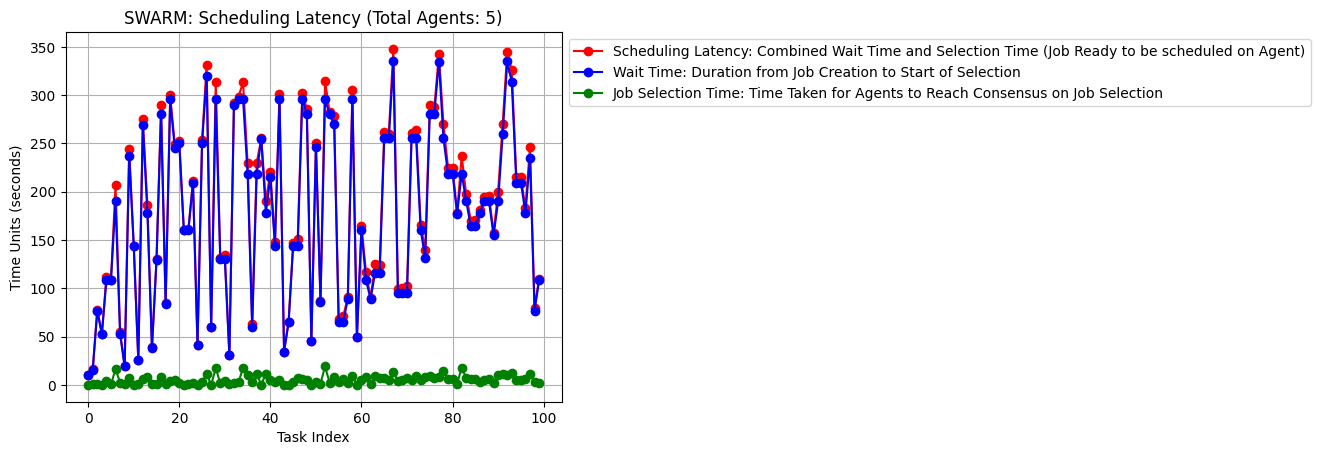 SWARM: Scheduling Latency (Total Agents: 5)
Scheduling Latency: Combined Wait Time and Selection Time (Job Ready to be scheduled on Agent)
Wait Time: Duration from Job Creation to Start of Selection
Job Selection Time: Time Taken for Agents to Reach Consensus on Job Selection
Time Units (seconds)
350
300
250
200
150
100
50
0
0 20 40 60 80 100
Task Index